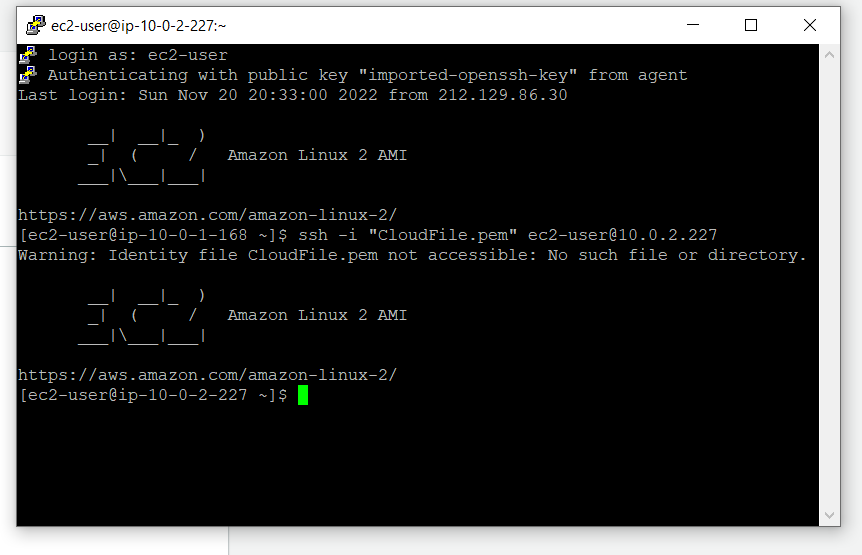 ec2-user@ip-10-0-2-227:~
login as: ec2-user
Authenticating with public key "imported-openssh-key" from agent
Last login: Sun Nov 20 20:33:00 2022 from 212.129.86.30
       __|  __|_  )
       _|  (     /   Amazon Linux 2 AMI
      ___|\___|___|
https://aws.amazon.com/amazon-linux-2/
[ec2-user@ip-10-0-1-168 ~]$ ssh -i "CloudFile.pem" ec2-user@10.0.2.227
Warning: Identity file CloudFile.pem not accessible: No such file or directory.
       __|  __|_  )
       _|  (     /   Amazon Linux 2 AMI
      ___|\___|___|
https://aws.amazon.com/amazon-linux-2/
[ec2-user@ip-10-0-2-227 ~]$